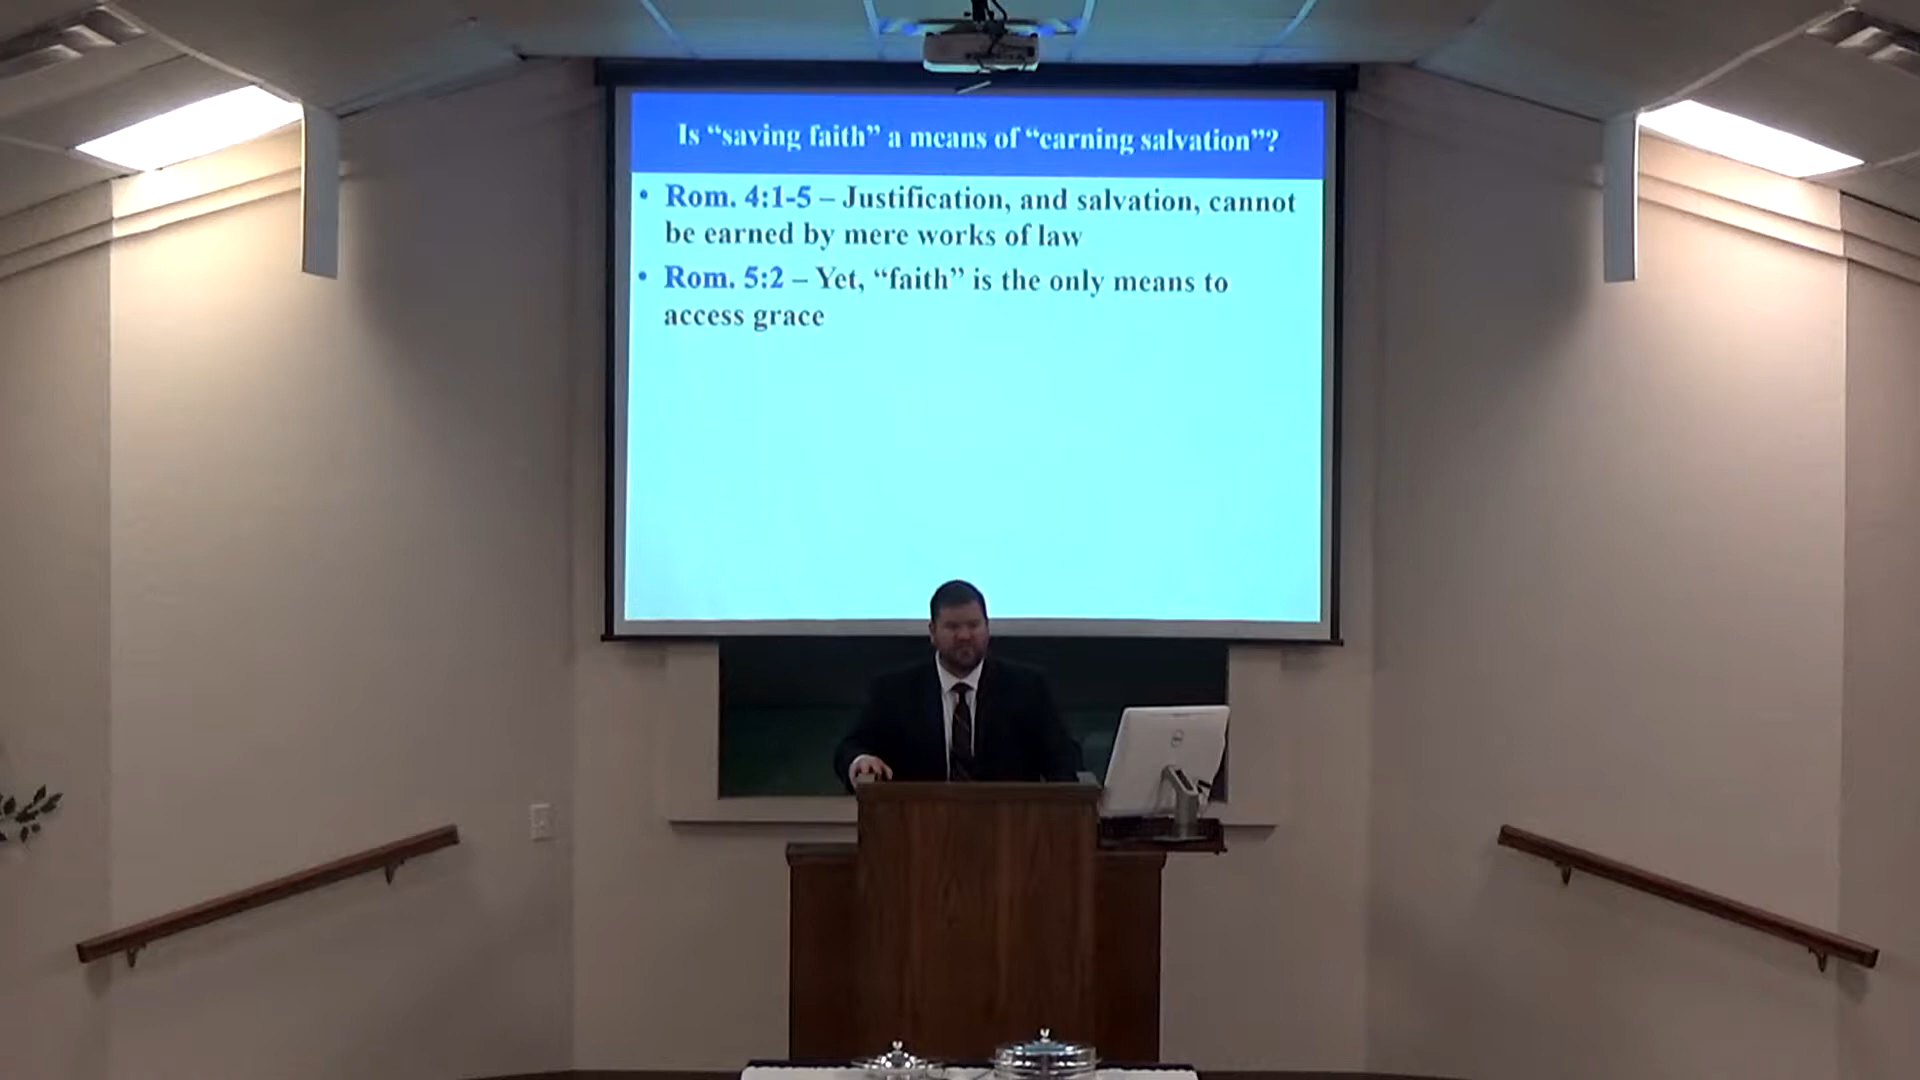 Is “saving faith” a means of “earning salvation”?
• Rom. 4:1-5 – Justification, and salvation, cannot
be earned by mere works of law
• Rom. 5:2 – Yet, “faith” is the only means to
access grace